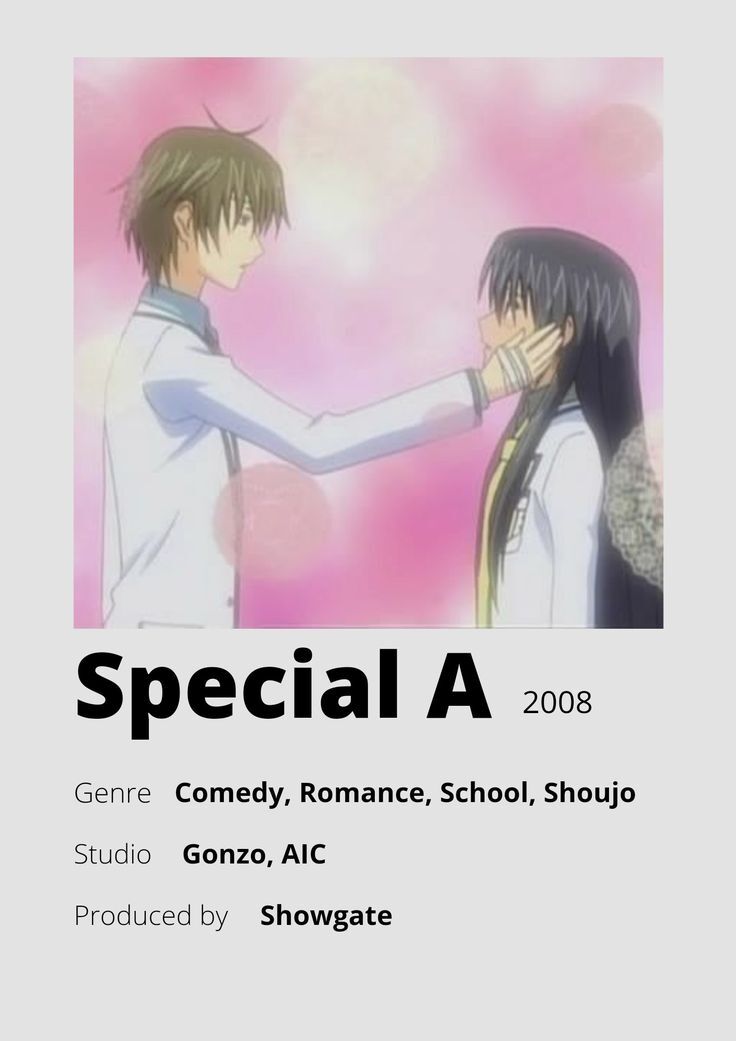 Special A 2008
Genre Comedy, Romance, School, Shoujo
Studio Gonzo, AIC
Produced by Showgate